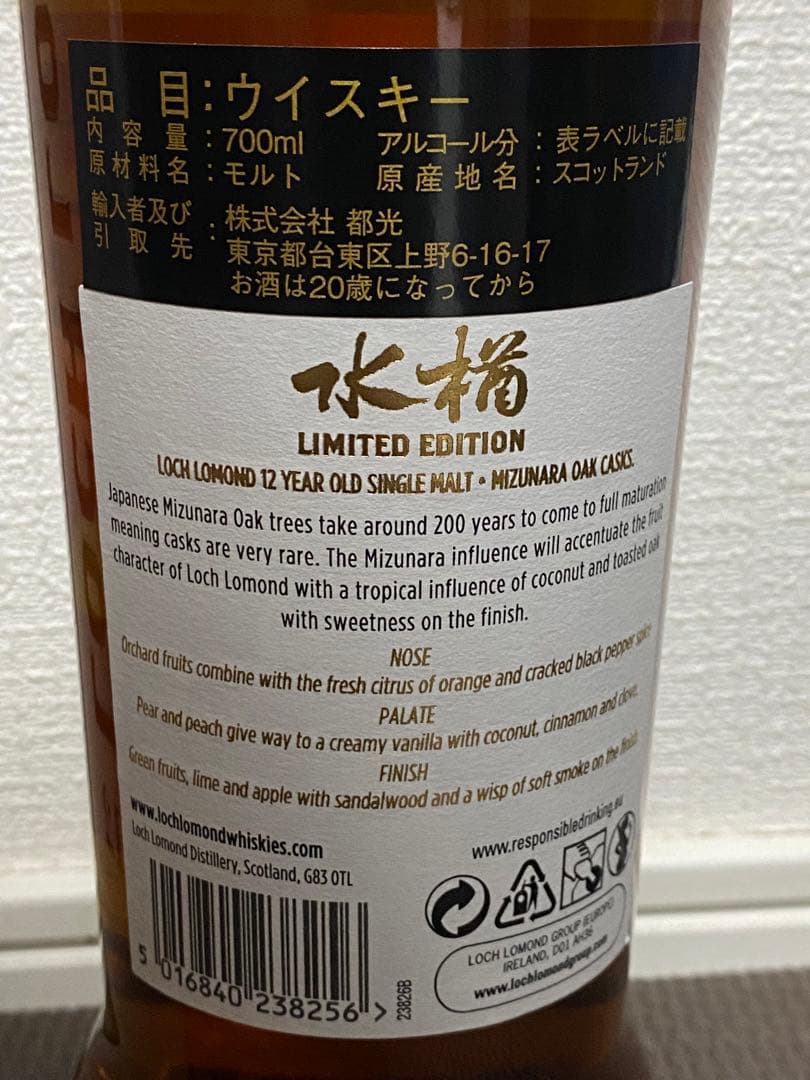 品 目：ウイスキー
内 容 量：700ml アルコール分：表ラベルに記載
原材料名：モルト 原産地名：スコットランド
輸入者及び引取先：株式会社 都光
東京都台東区上野6-16-17
お酒は20歳になってから
水楢
LIMITED EDITION
LOCH LOMOND 12 YEAR OLD SINGLE MALT • MIZUNARA OAK CASKS.
Japanese Mizunara Oak trees take around 200 years to come to full maturation
meaning casks are very rare. The Mizunara influence will accentuate the fruit
character of Loch Lomond with a tropical influence of coconut and toasted oak
with sweetness on the finish.
NOSE
Orchard fruits combine with the fresh citrus of orange and cracked black pepper spice.
PALATE
Pear and peach give way to a creamy vanilla with coconut, cinnamon and clove.
FINISH
Green fruits, lime and apple with sandalwood and a wisp of soft smoke on the finish.
www.lochlomondwhiskies.com
Loch Lomond Distillery, Scotland, G83 0TL
www.responsibledrinking.eu
LOCH LOMOND GROUP (EUROPE)
IRELAND, D01 AH36
www.lochlomondgroup.com
5 016840 238256 >
23826B